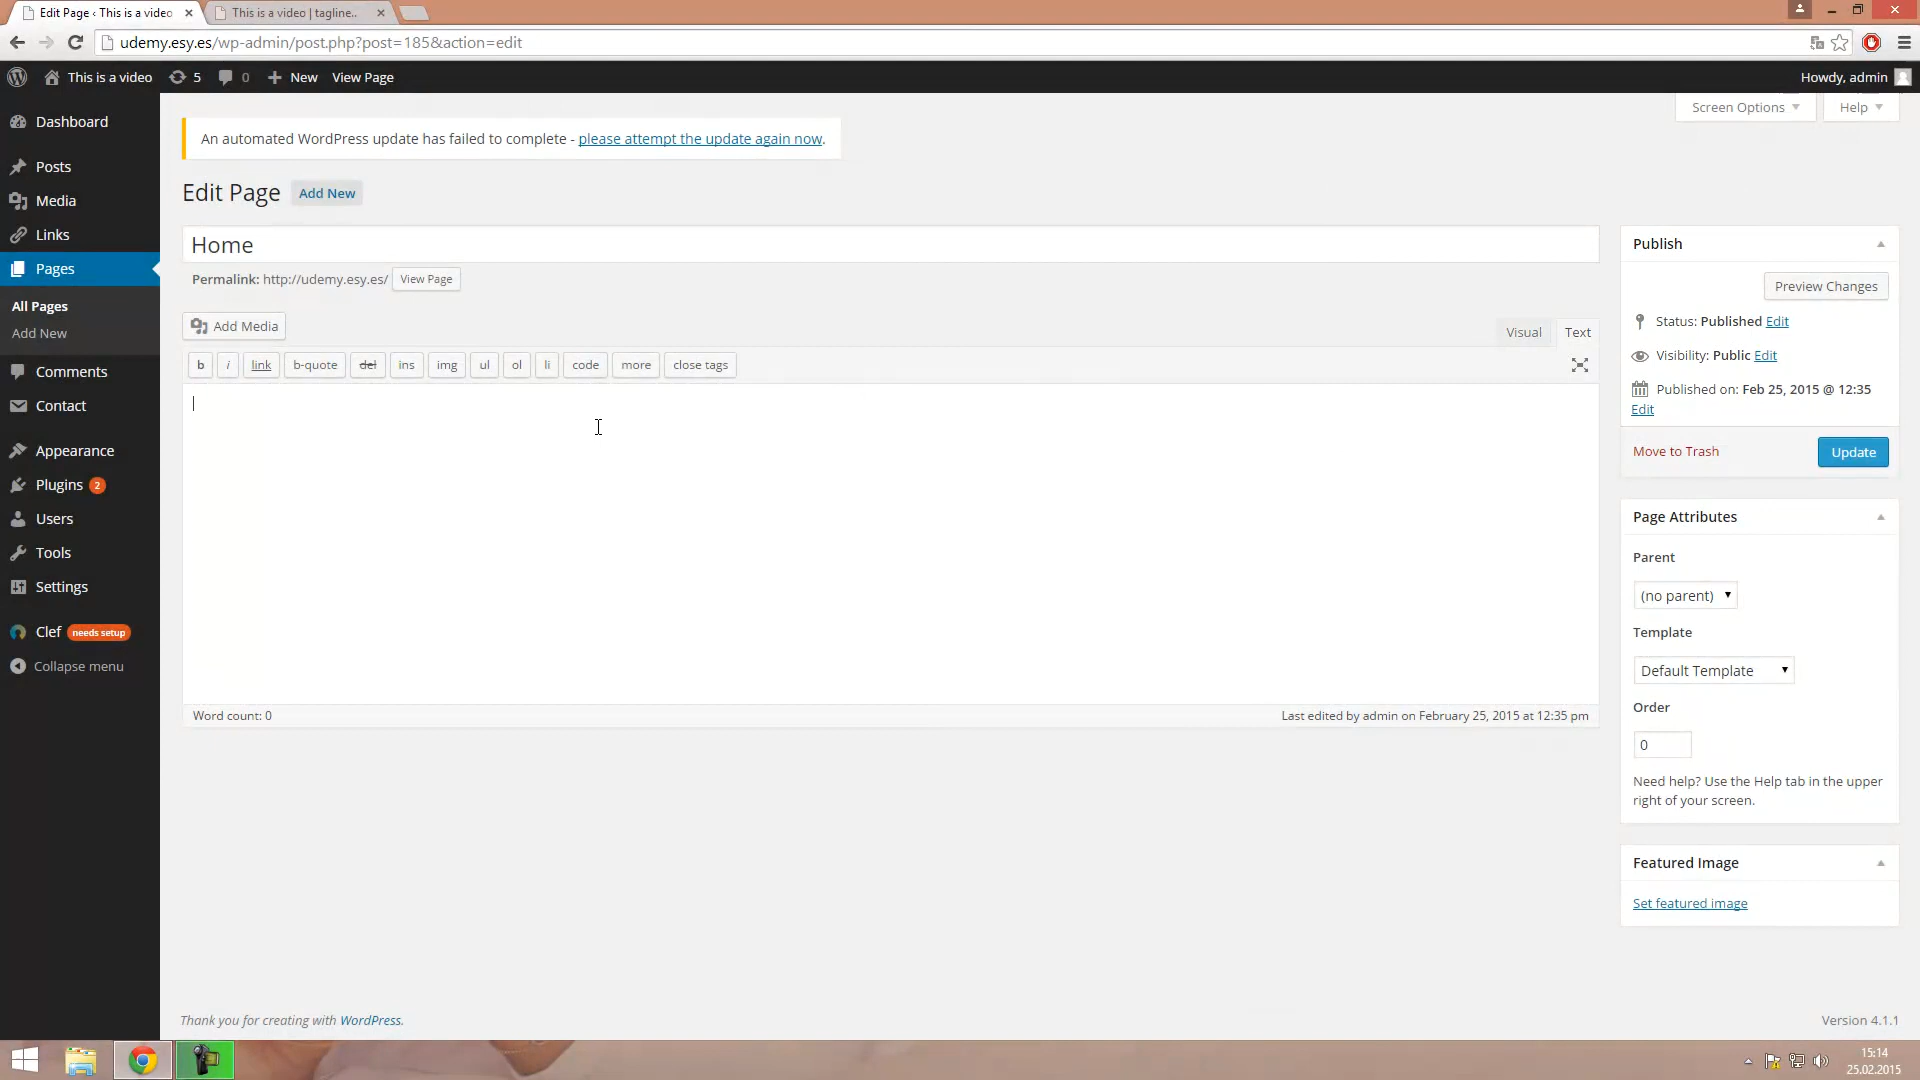 Edit Page ‹ This is a video
This is a video | tagline..
udemy.esy.es/wp-admin/post.php?post=185&action=edit
This is a video 5 0 New View Page Howdy, admin
Screen Options Help
Dashboard
Posts
Media
Links
Pages
All Pages
Add New
Comments
Contact
Appearance
Plugins 2
Users
Tools
Settings
Clef needs setup
Collapse menu
An automated WordPress update has failed to complete - please attempt the update again now.
Edit Page Add New
Home
Permalink: http://udemy.esy.es/ View Page
Add Media
Visual Text
b i link b-quote del ins img ul ol li code more close tags
Word count: 0
Last edited by admin on February 25, 2015 at 12:35 pm
Publish
Preview Changes
Status: Published Edit
Visibility: Public Edit
Published on: Feb 25, 2015 @ 12:35
Edit
Move to Trash Update
Page Attributes
Parent
(no parent)
Template
Default Template
Order
0
Need help? Use the Help tab in the upper
right of your screen.
Featured Image
Set featured image
Thank you for creating with WordPress.
Version 4.1.1
15:14
25.02.2015